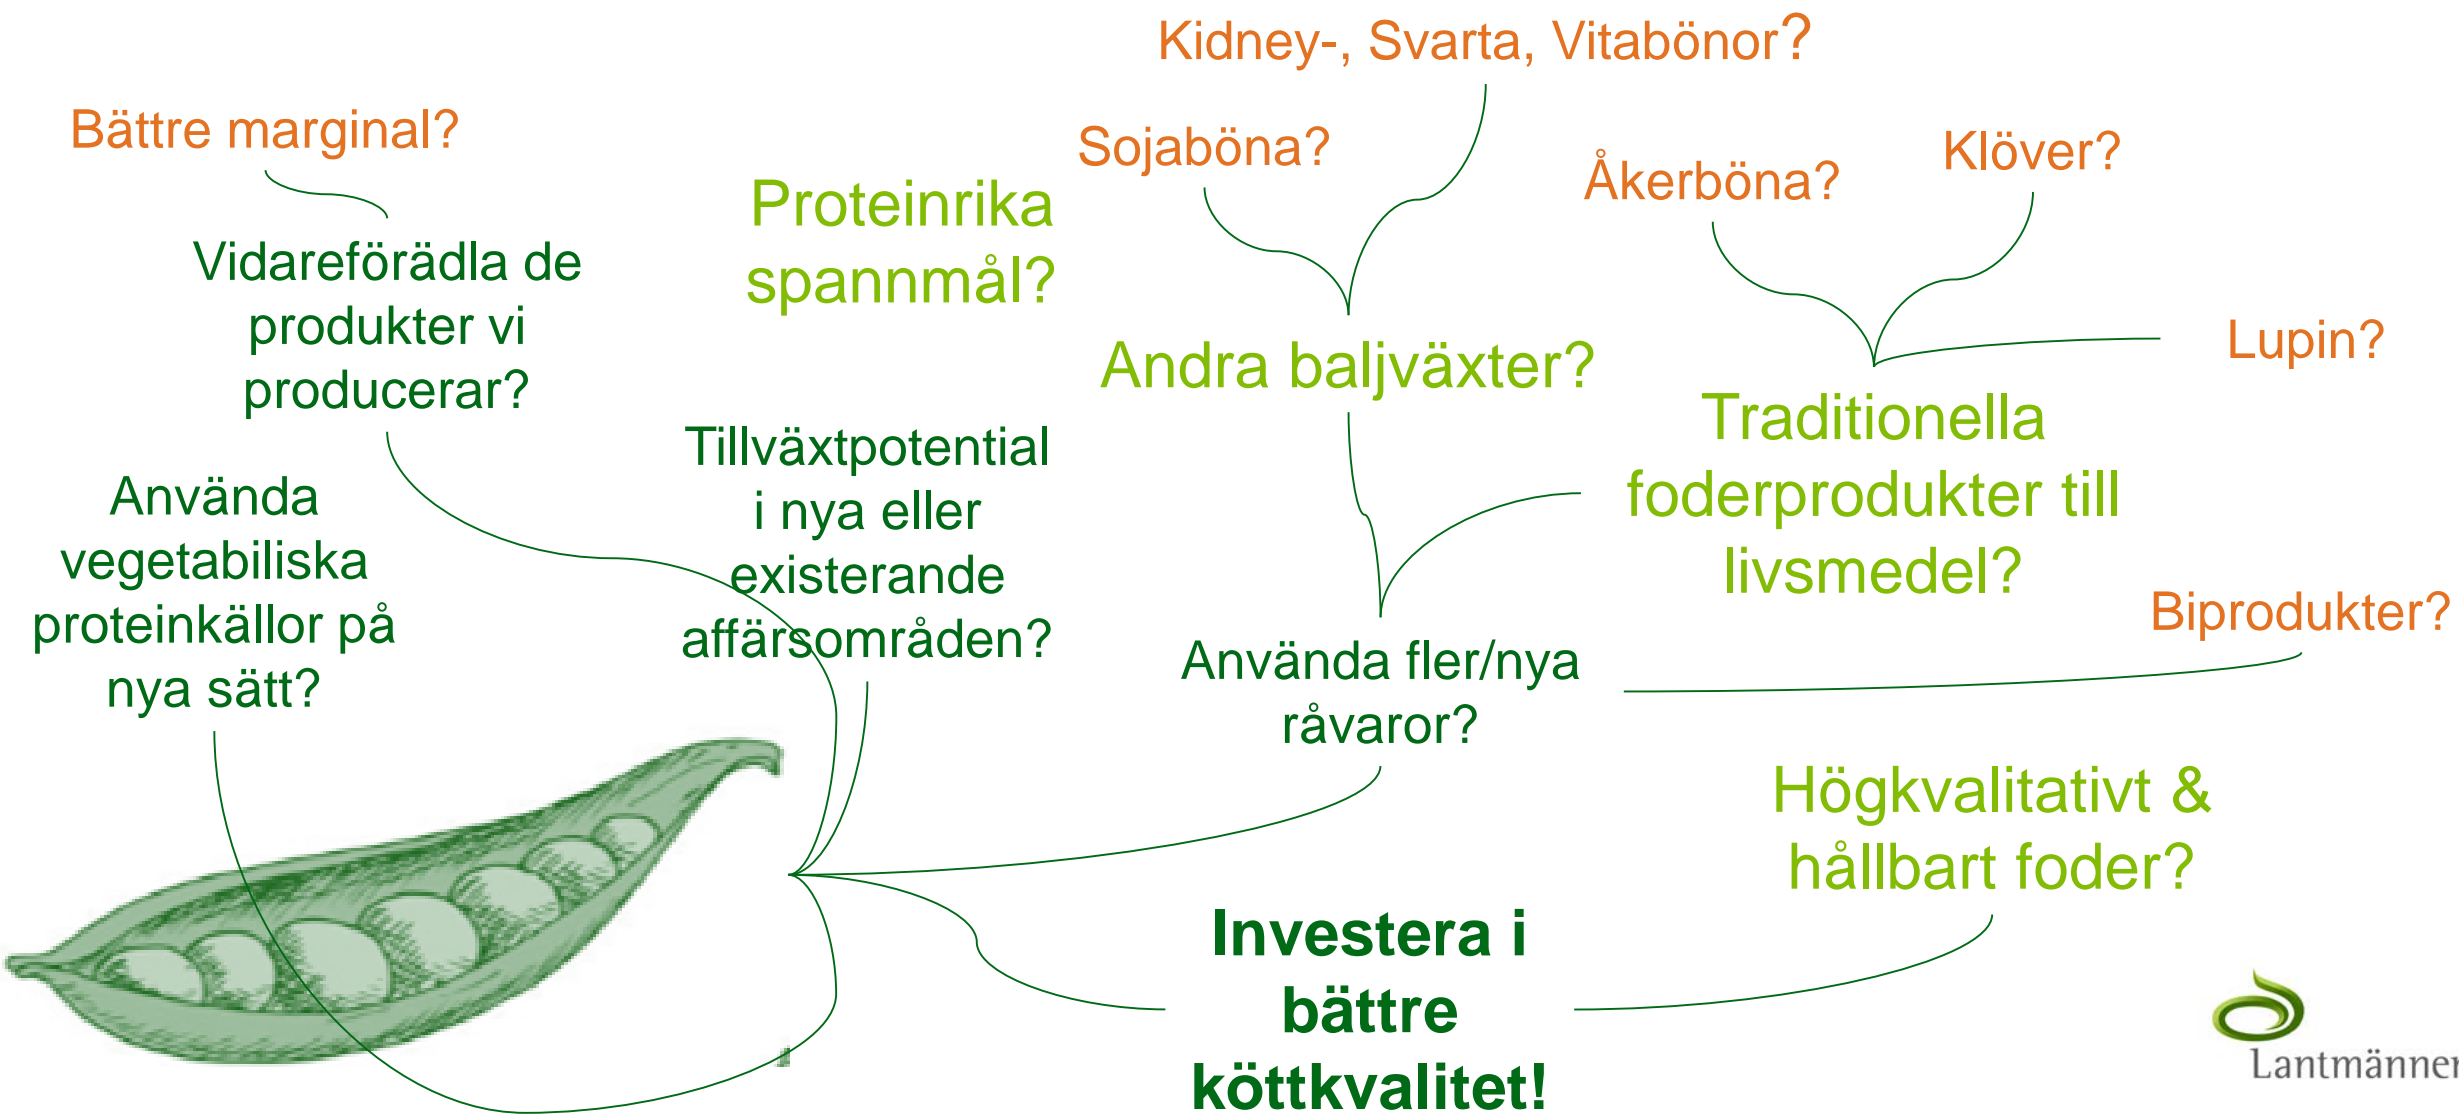 Kidney-, Svarta, Vitabönor?
Bättre marginal?
Sojaböna?
Åkerböna?
Klöver?
Proteinrika
spannmål?
Vidareförädla de
produkter vi
producerar?
Andra baljväxter?
Lupin?
Traditionella
foderprodukter till
livsmedel?
Tillväxtpotential
i nya eller
existerande
affärsområden?
Använda
vegetabiliska
proteinkällor på
nya sätt?
Biprodukter?
Använda fler/nya
råvaror?
Högkvalitativt &
hållbart foder?
Investera i
bättre
köttkvalitet!
Lantmänner